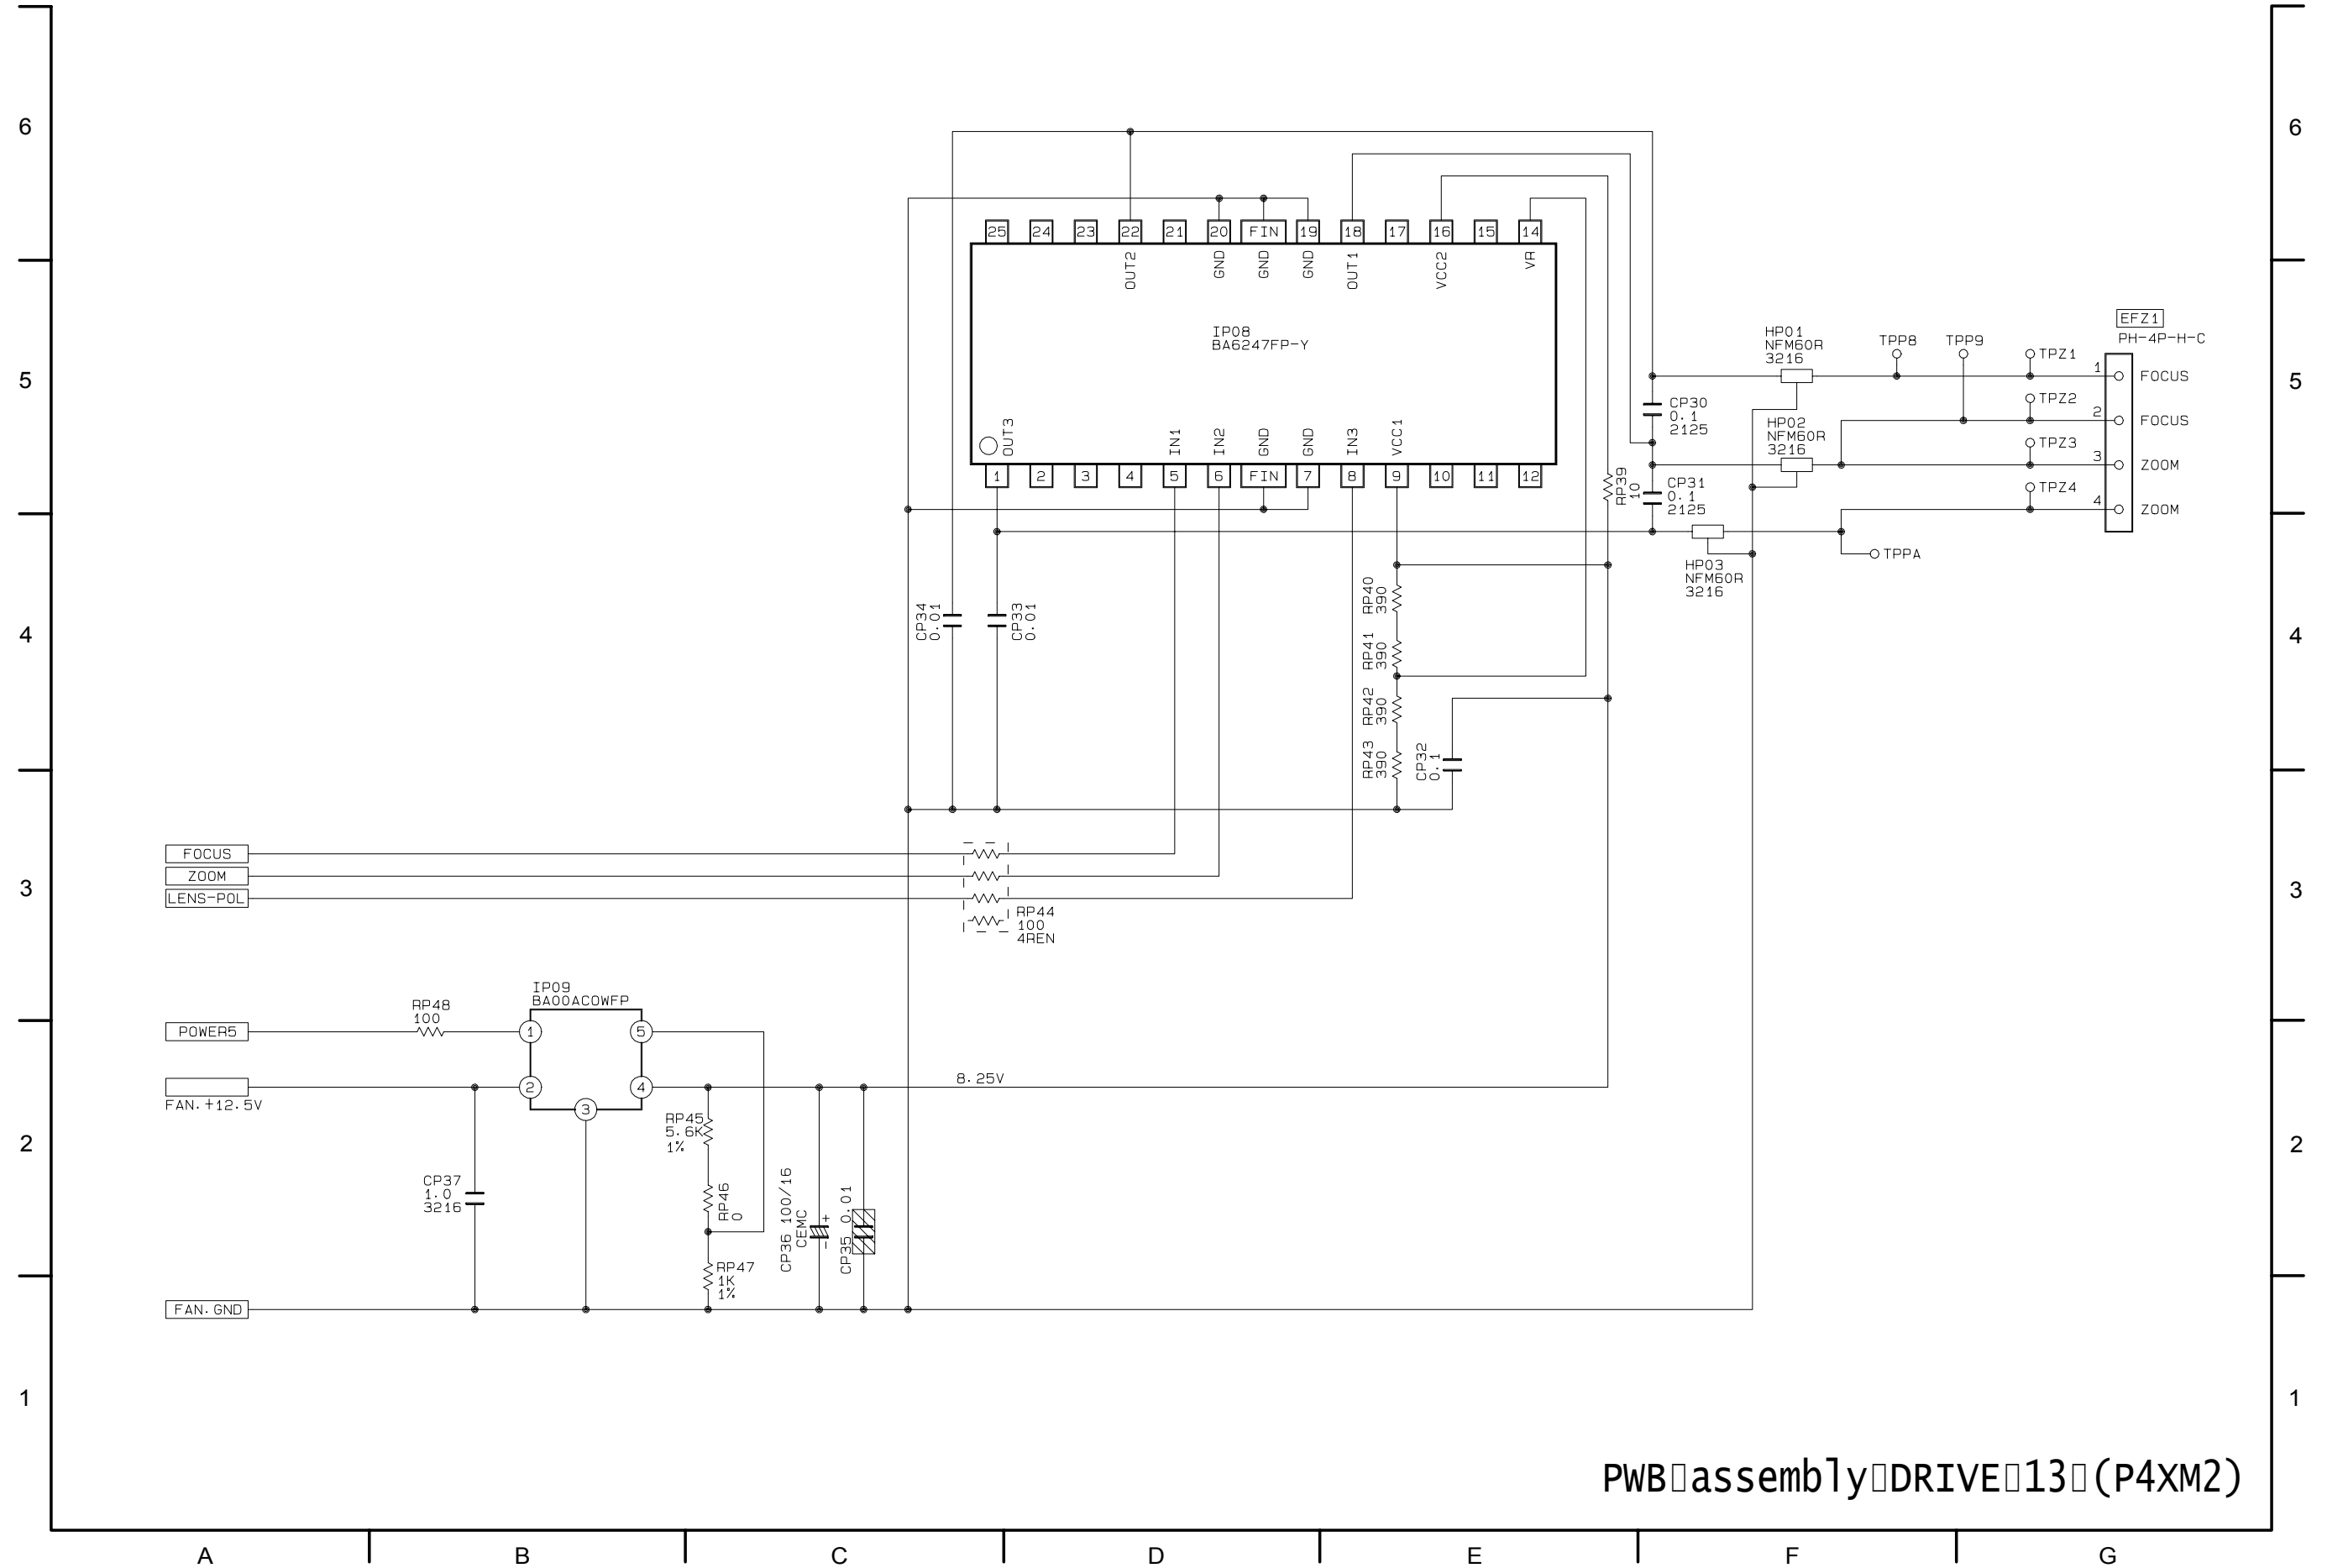 6
6
25
24
23
22
21
20
FIN
19
18
17
16
15
14
OUT2
GND
GND
GND
OUT1
VCC2
VR
IP08
BA6247FP-Y
OUT3
IN1
IN2
GND
GND
IN3
VCC1
1
2
3
4
5
6
FIN
7
8
9
10
11
12
5
5
HP01
NFM60R
3216
TPP8
TPP9
TPZ1
EFZ1
PH-4P-H-C
1
FOCUS
CP30
0.1
2125
HP02
NFM60R
3216
TPZ2
2
FOCUS
TPZ3
3
ZOOM
RP39
10
CP31
0.1
2125
TPZ4
4
ZOOM
TPPA
HP03
NFM60R
3216
4
4
CP34
0.01
CP33
0.01
RP40
390
RP41
390
RP42
390
RP43
390
CP32
0.1
3
3
FOCUS
ZOOM
LENS-POL
RP44
100
4REN
IP09
BA00AC0WFP
RP48
100
POWER5
1
5
2
4
3
FAN.+12.5V
8.25V
2
2
RP45
5.6K
1%
CP37
1.0
3216
RP46
0
CP36 100/16
CEMC
+
-
CP35 0.01
RP47
1K
1%
FAN.GND
1
1
PWB▯assembly▯DRIVE▯13▯(P4XM2)
A
B
C
D
E
F
G